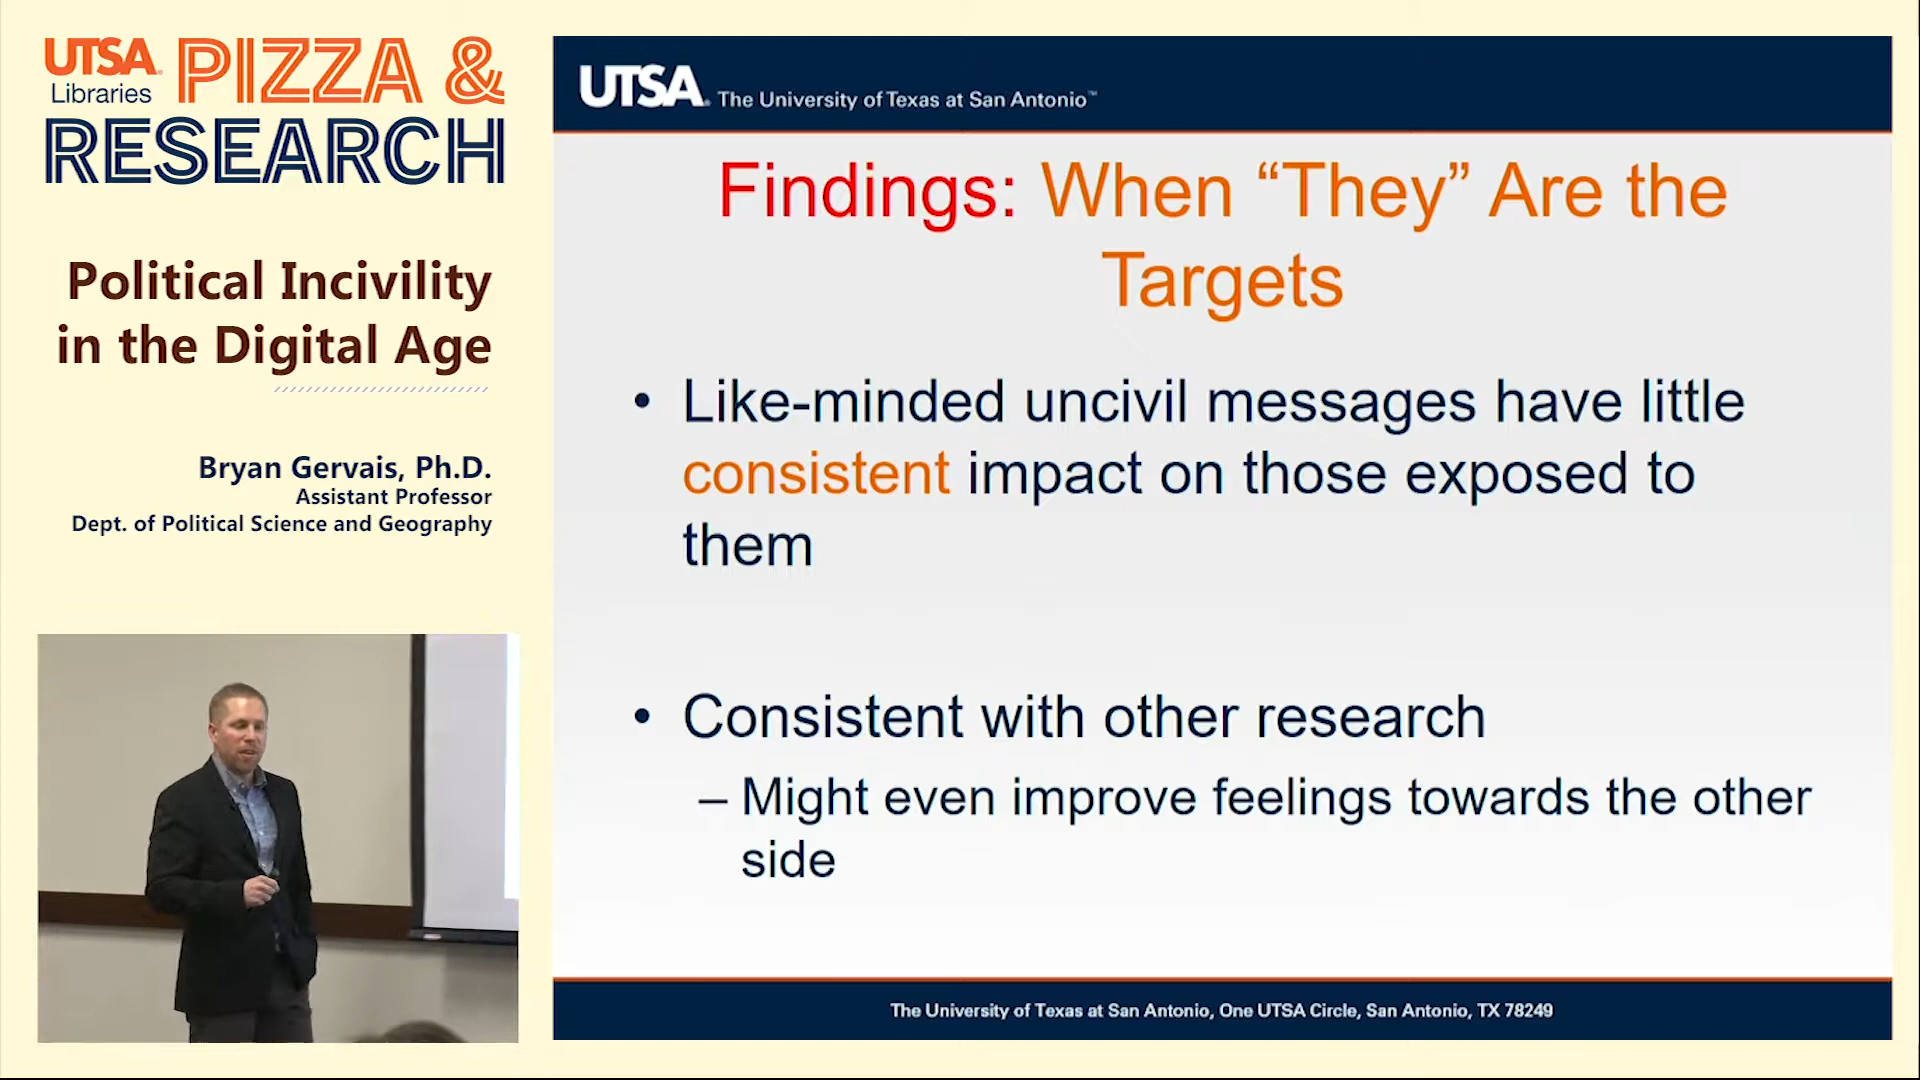 UTSA
Libraries
PIZZA &
RESEARCH
Political Incivility
in the Digital Age
Bryan Gervais, Ph.D.
Assistant Professor
Dept. of Political Science and Geography
UTSA® The University of Texas at San Antonio™
Findings: When “They” Are the
Targets
• Like-minded uncivil messages have little
consistent impact on those exposed to
them
• Consistent with other research
– Might even improve feelings towards the other
side
The University of Texas at San Antonio, One UTSA Circle, San Antonio, TX 78249